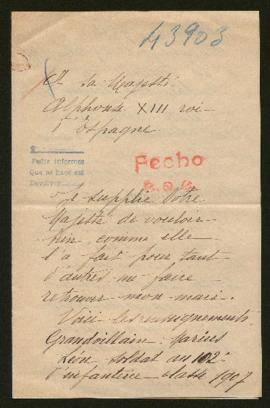 43903
A sa Majesté
Alphonse XIII roi
d'Espagne
Pedir informes
Que se hace así
Fecho
Je supplie Votre
Majesté de vouloir
bien comme elle
l'a fait pour tant
d'autres me faire
retrouver mon mari.
Voici les renseignements
Grandvillain Marius
Léon soldat au 102e
d'infanterie classe 1907